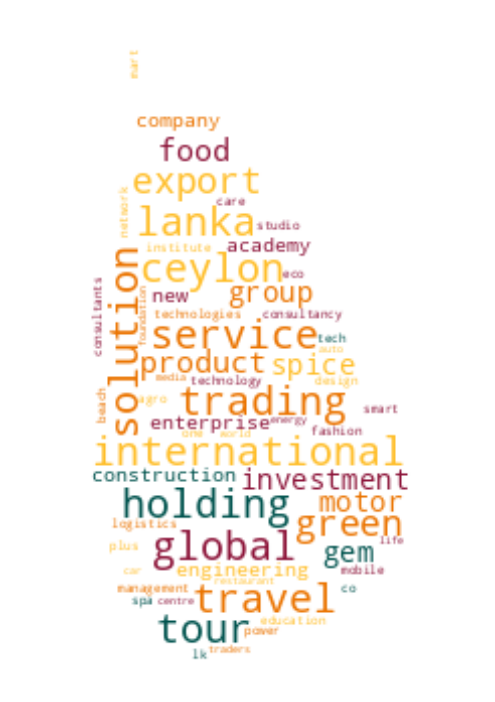 mart
company
food
export
care
network
lanka
studio
institute academy
ceylon
eco
consultants
solution
foundation
new
group
technologies consultancy
service
tech
auto
product
spice
media technology
design
beach
agro
trading
smart
enterprise
energy
fashion
one world
international
construction
investment
holding
motor
logistics
green
global
life
plus
gem
engineering
car
mobile
restaurant
management
travel
co
spa centre
tour
education
power
lk traders